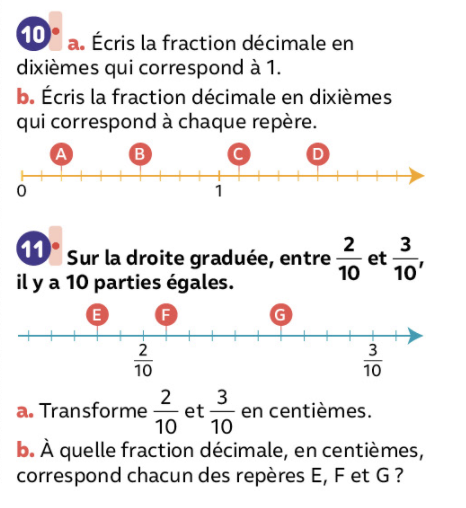 10 a. Écris la fraction décimale en
dixièmes qui correspond à 1.
b. Écris la fraction décimale en dixièmes
qui correspond à chaque repère.
A B C D
0 1
11 Sur la droite graduée, entre 2/10 et 3/10,
il y a 10 parties égales.
E F G
2/10 3/10
a. Transforme 2/10 et 3/10 en centièmes.
b. À quelle fraction décimale, en centièmes,
correspond chacun des repères E, F et G ?